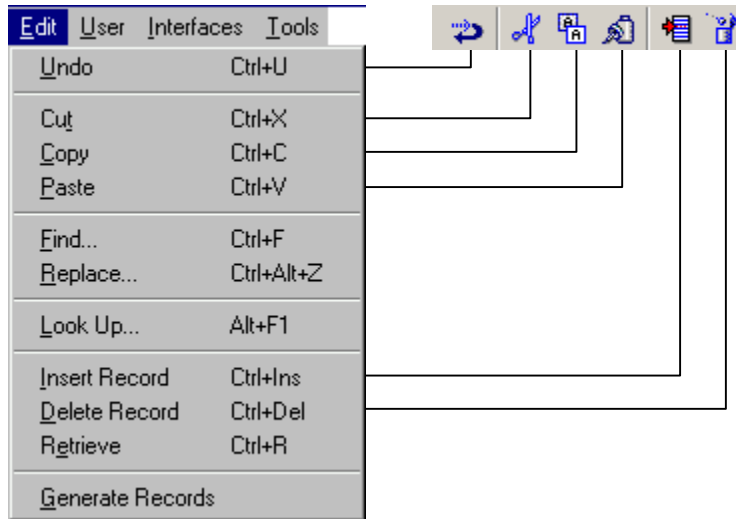 Edit User Interfaces Tools
Undo Ctrl+U
Cut Ctrl+X
Copy Ctrl+C
Paste Ctrl+V
Find... Ctrl+F
Replace... Ctrl+Alt+Z
Look Up... Alt+F1
Insert Record Ctrl+Ins
Delete Record Ctrl+Del
Retrieve Ctrl+R
Generate Records